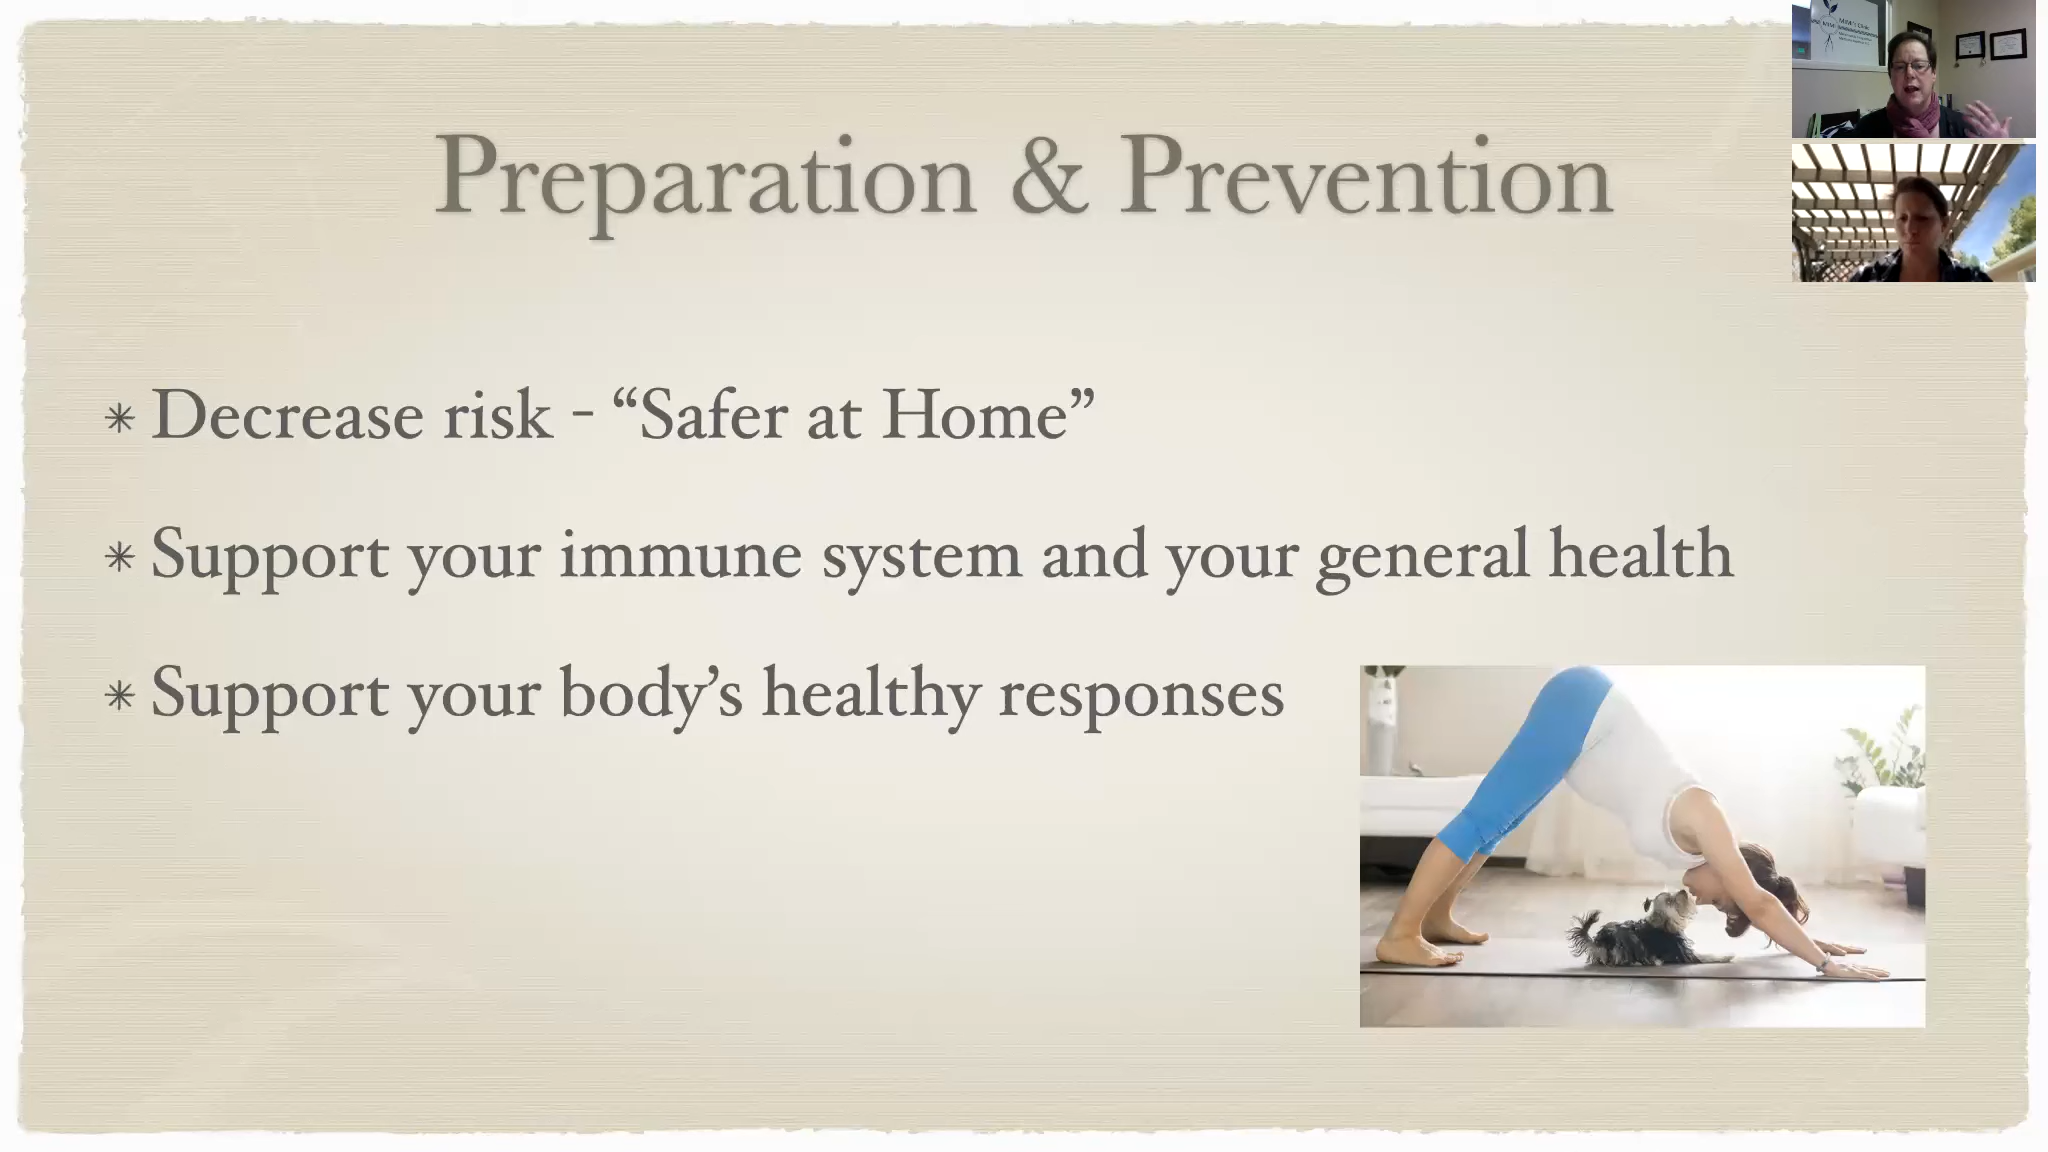 Preparation & Prevention
Decrease risk - “Safer at Home”
Support your immune system and your general health
Support your body’s healthy responses